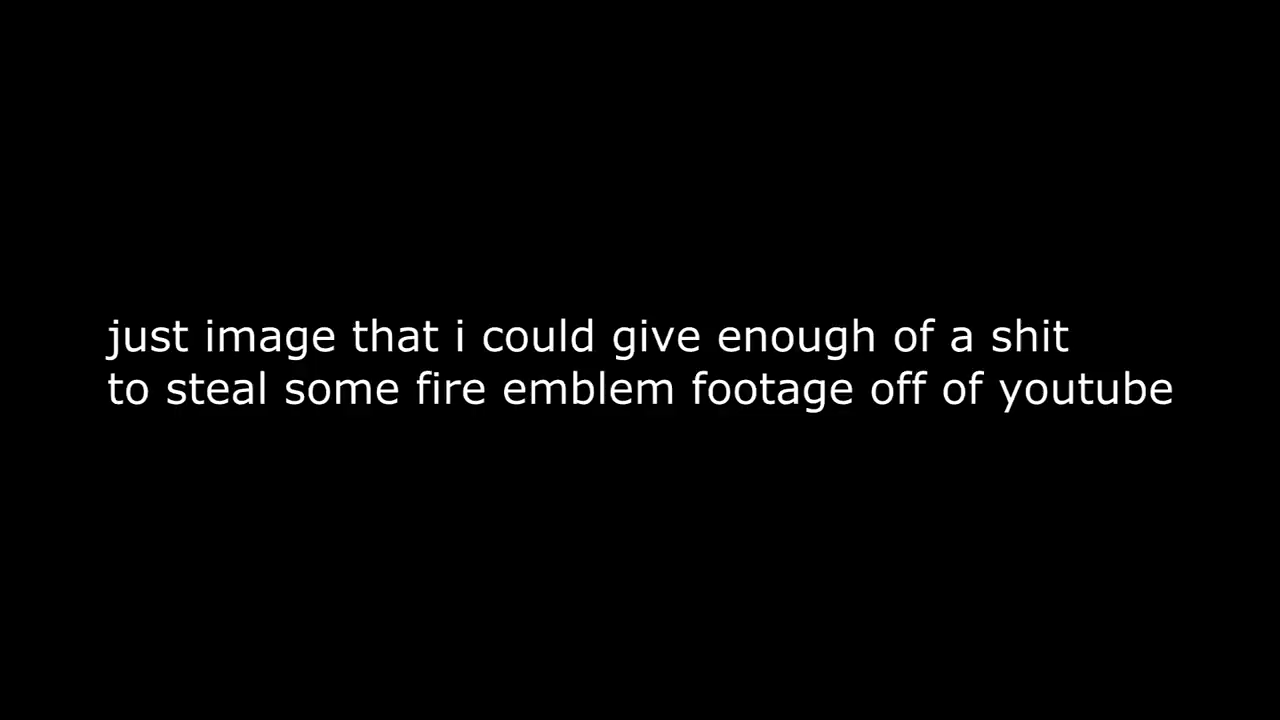 just image that i could give enough of a shit
to steal some fire emblem footage off of youtube